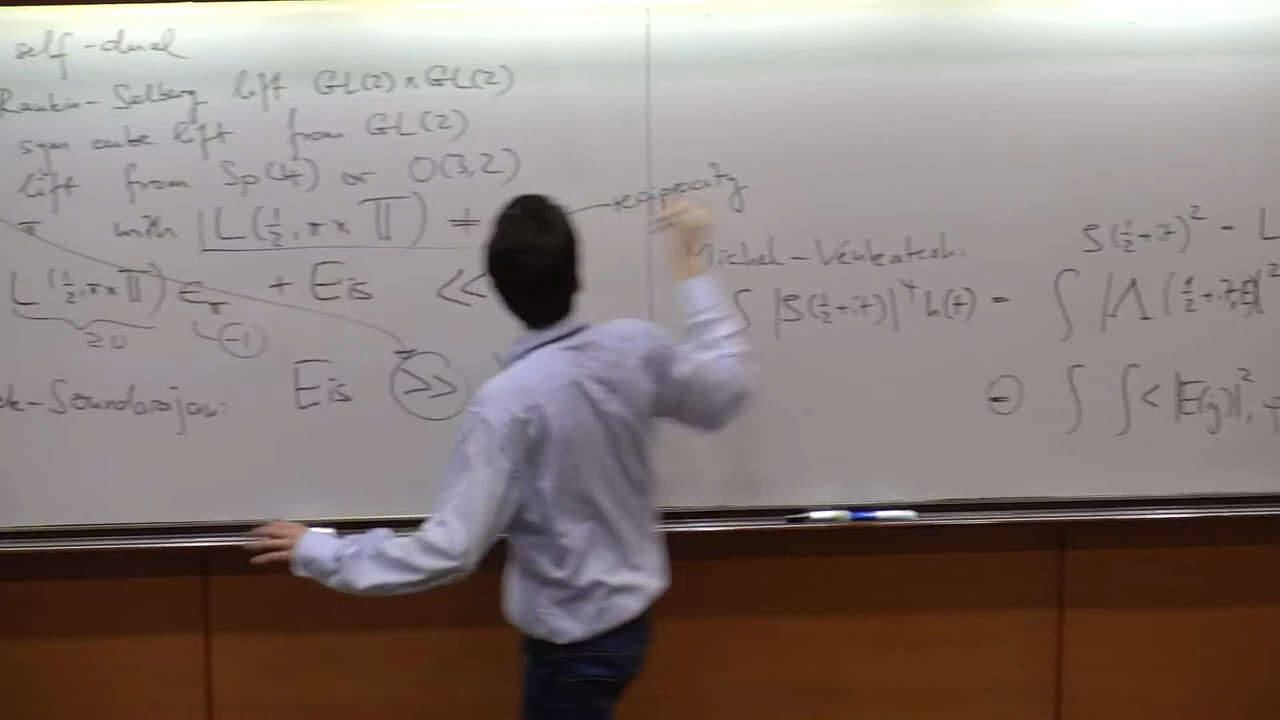 self-dual
Rankin-Selberg lift GL(2) × GL(2)
sym cube lift from GL(2)
lift from Sp(4) or O(3,2)
π with L(½, π × Π) ≠
L(½, π×Π) ε_π + Eis <<
≥0 -1
Eis >>
-Soundararajan:
reciprocity
Michel-Venkatesh.
∫ |ζ(½+it)|⁴ h(t) =
ζ(½+it)² = L
∫ |Λ(½+it, E)|²
= ∫ ∫ < |E(g)|²,